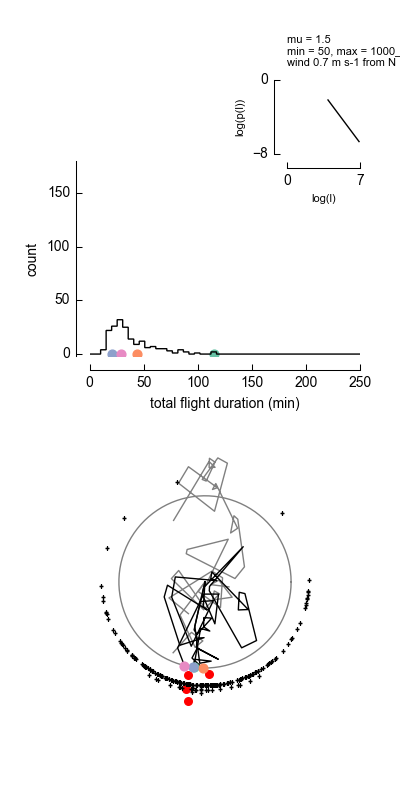 mu = 1.5
min = 50, max = 1000_
wind 0.7 m s-1 from N
0
log(p(l))
−8
0 7
log(l)
150
100
count
50
0
0 50 100 150 200 250
total flight duration (min)